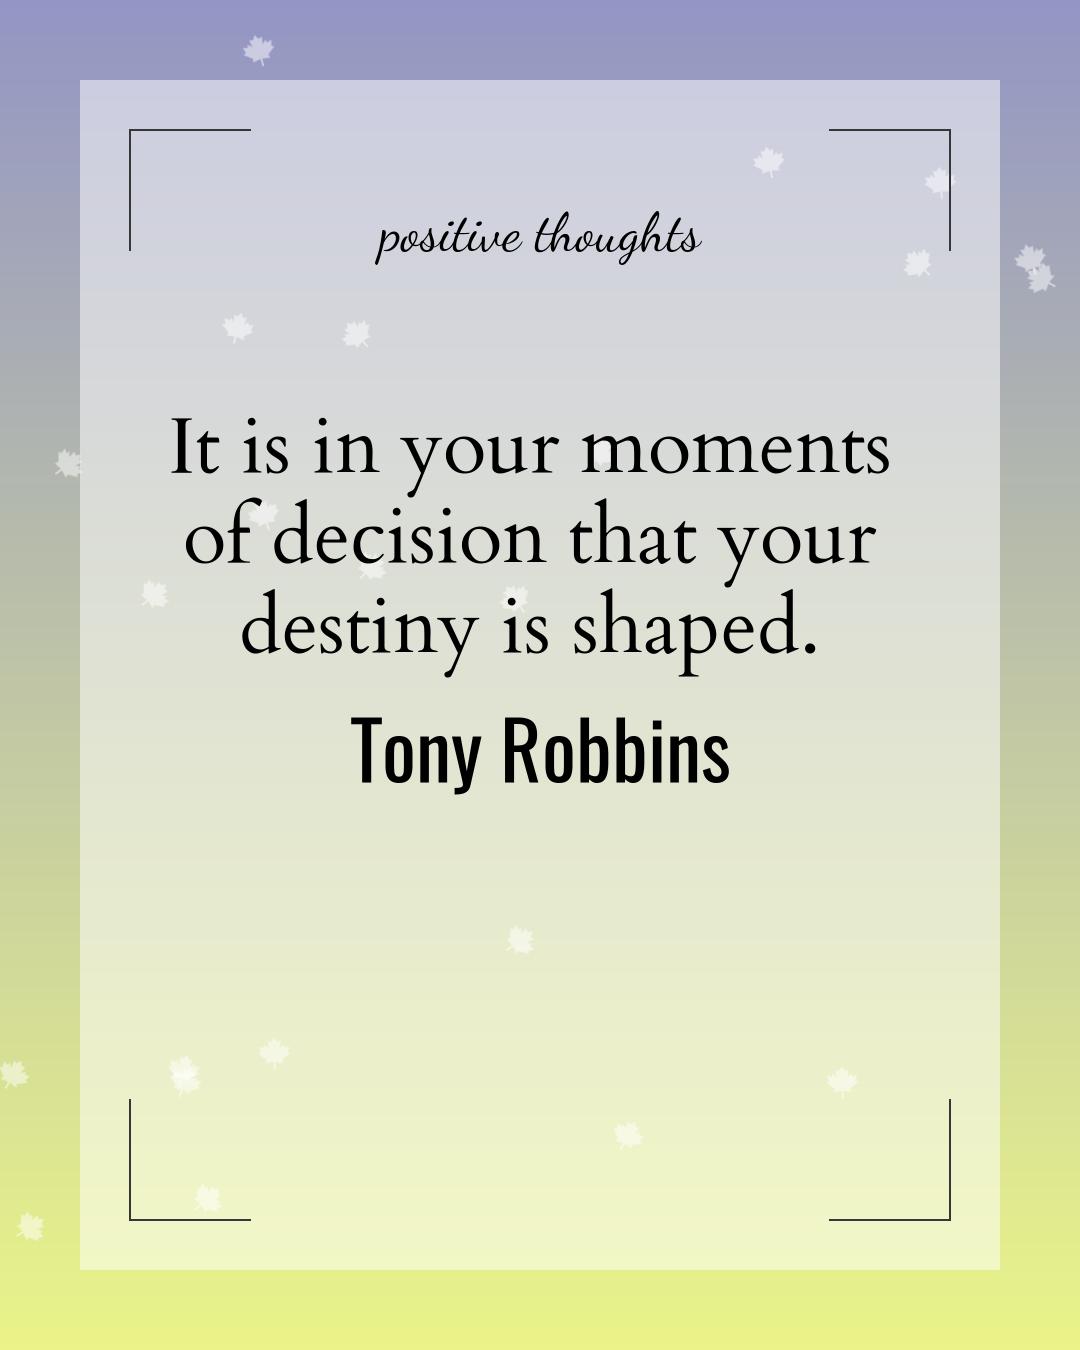 positive thoughts
It is in your moments
of decision that your
destiny is shaped.
Tony Robbins